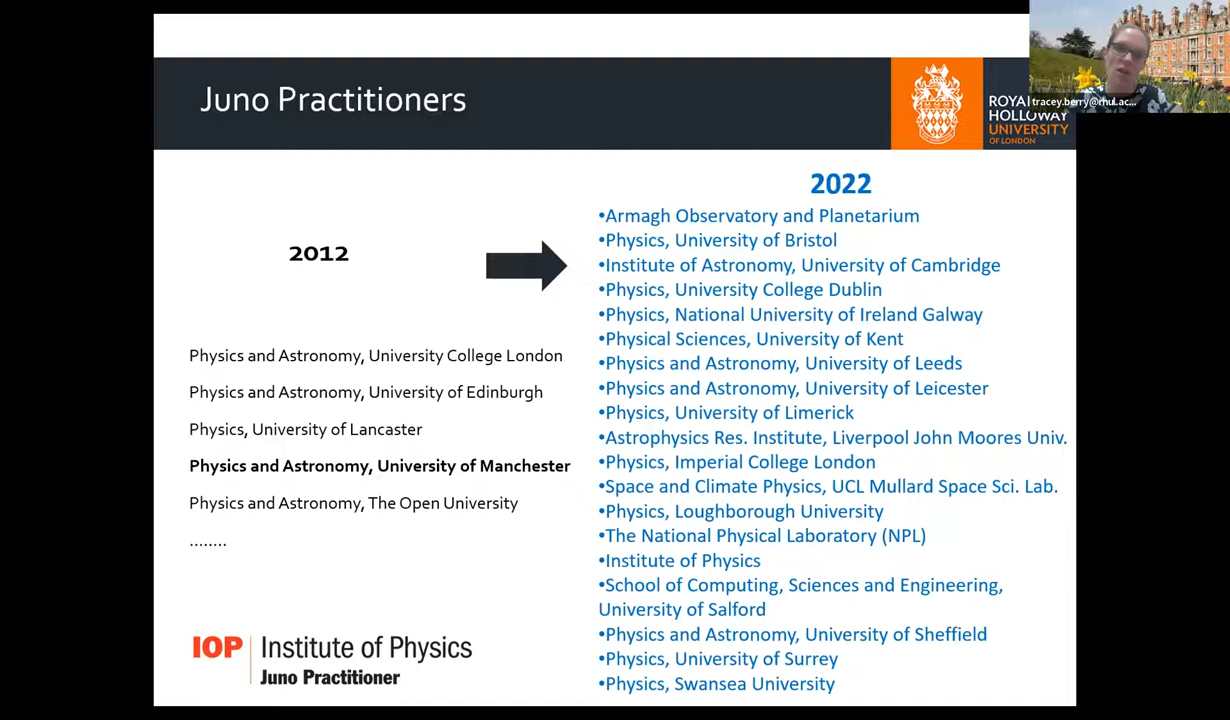 Juno Practitioners
ROYAL
HOLLOWAY
UNIVERSITY
OF LONDON
tracey.berry@rhul.ac...
2012
Physics and Astronomy, University College London
Physics and Astronomy, University of Edinburgh
Physics, University of Lancaster
Physics and Astronomy, University of Manchester
Physics and Astronomy, The Open University
........
IOP Institute of Physics
Juno Practitioner
2022
•Armagh Observatory and Planetarium
•Physics, University of Bristol
•Institute of Astronomy, University of Cambridge
•Physics, University College Dublin
•Physics, National University of Ireland Galway
•Physical Sciences, University of Kent
•Physics and Astronomy, University of Leeds
•Physics and Astronomy, University of Leicester
•Physics, University of Limerick
•Astrophysics Res. Institute, Liverpool John Moores Univ.
•Physics, Imperial College London
•Space and Climate Physics, UCL Mullard Space Sci. Lab.
•Physics, Loughborough University
•The National Physical Laboratory (NPL)
•Institute of Physics
•School of Computing, Sciences and Engineering,
University of Salford
•Physics and Astronomy, University of Sheffield
•Physics, University of Surrey
•Physics, Swansea University